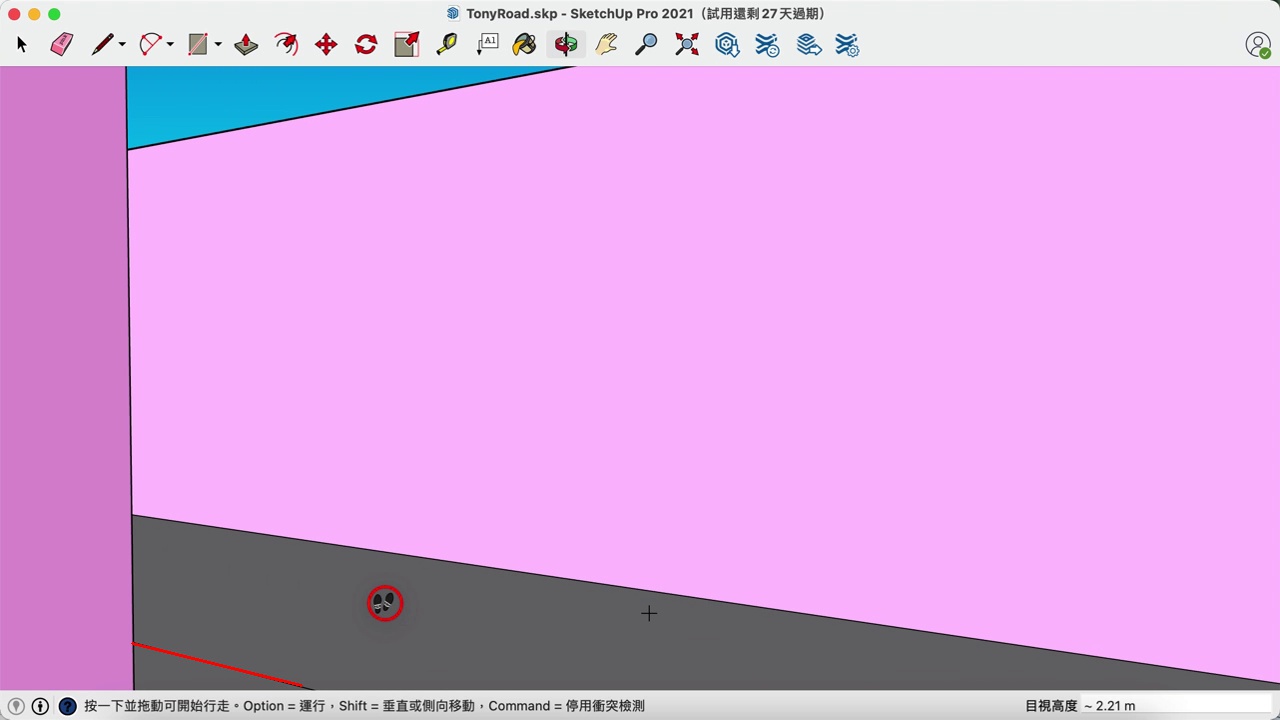 TonyRoad.skp - SketchUp Pro 2021（試用還剩 27 天過期）
A1
按一下並拖動可開始行走。Option = 運行，Shift = 垂直或側向移動，Command = 停用衝突檢測
目視高度 ~ 2.21 m